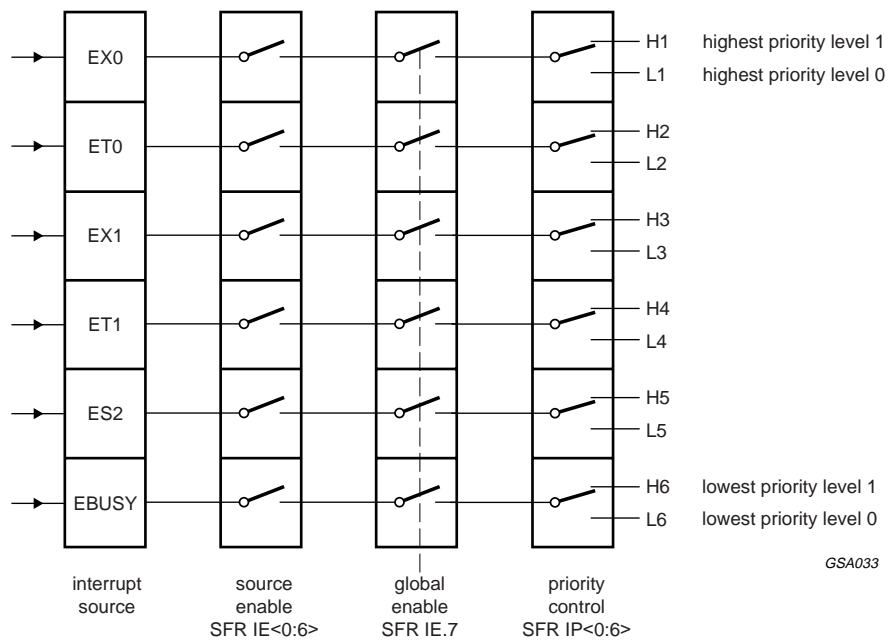 EX0
H1 highest priority level 1
L1 highest priority level 0
ET0
H2
L2
EX1
H3
L3
ET1
H4
L4
ES2
H5
L5
EBUSY
H6 lowest priority level 1
L6 lowest priority level 0
GSA033
interrupt
source
source
enable
SFR IE<0:6>
global
enable
SFR IE.7
priority
control
SFR IP<0:6>